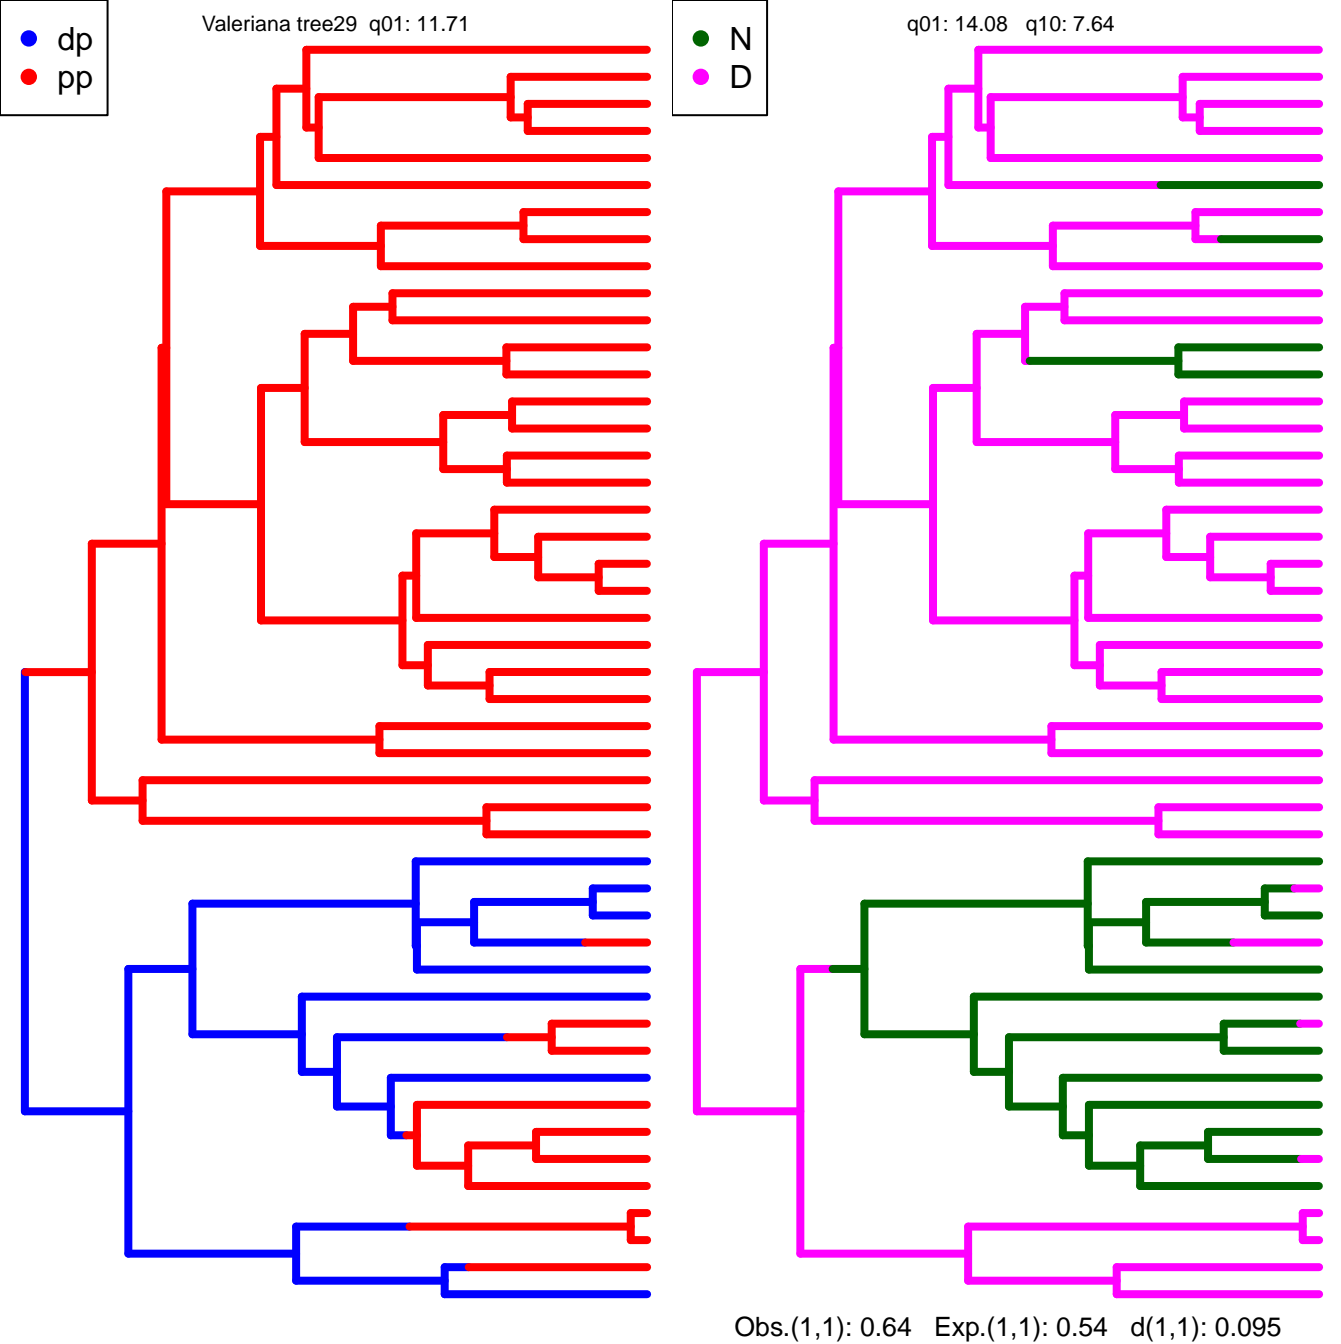 Valeriana tree29 q01: 11.71
dp
pp
q01: 14.08 q10: 7.64
N
D
Obs.(1,1): 0.64 Exp.(1,1): 0.54 d(1,1): 0.095